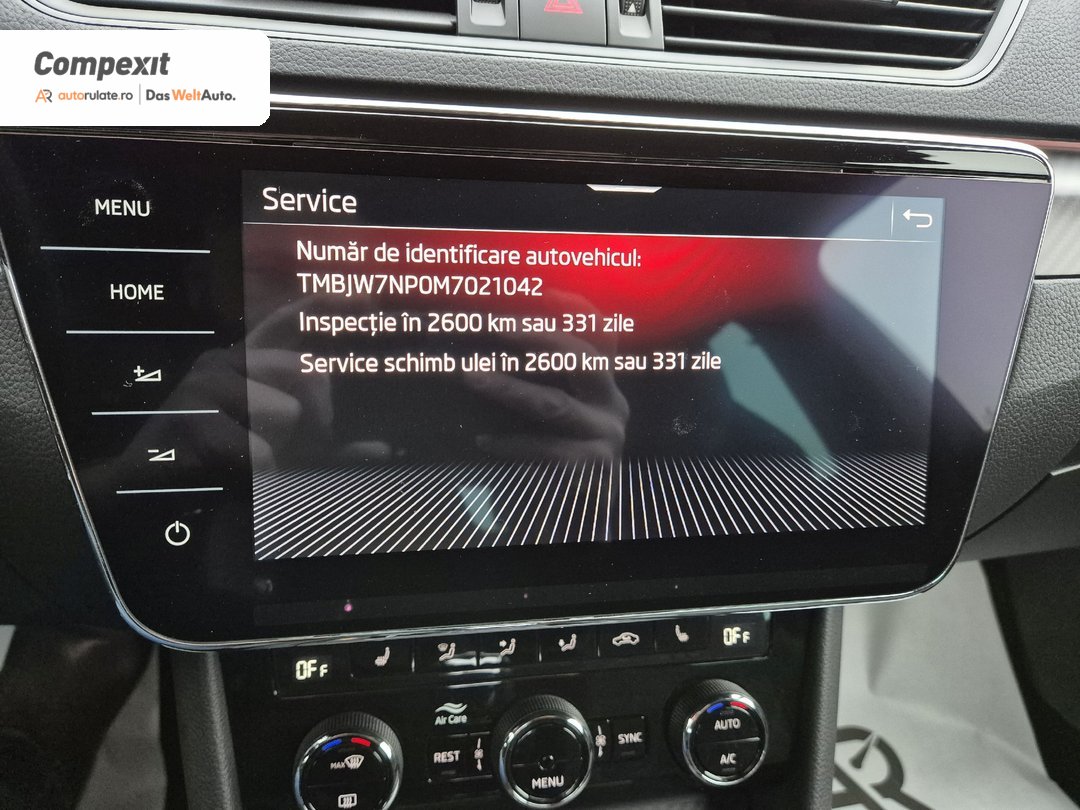 Compexit
AR autorulate.ro | Das WeltAuto.
MENU
HOME
Service
Număr de identificare autovehicul:
TMBJW7NP0M7021042
Inspecție în 2600 km sau 331 zile
Service schimb ulei în 2600 km sau 331 zile
OFF
OFF
Air Care
MAX
REST
MENU
SYNC
AUTO
A/C
AR